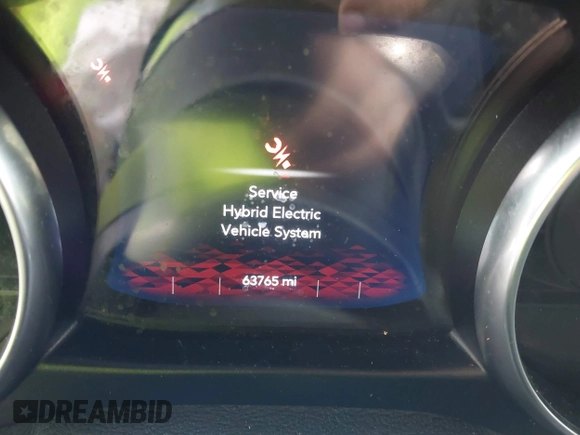 Service
Hybrid Electric
Vehicle System
63765 mi
DREAMBID